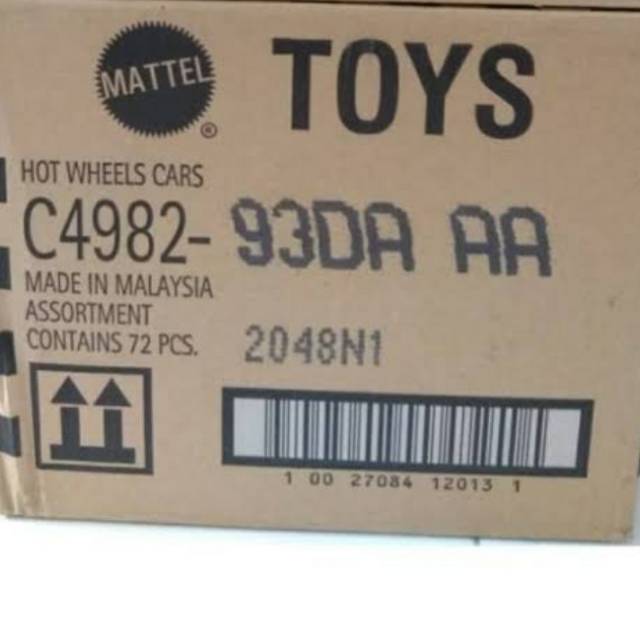 MATTEL ® TOYS
HOT WHEELS CARS
C4982- 93DA AA
MADE IN MALAYSIA
ASSORTMENT
CONTAINS 72 PCS. 2048N1
1 00 27084 12013 1